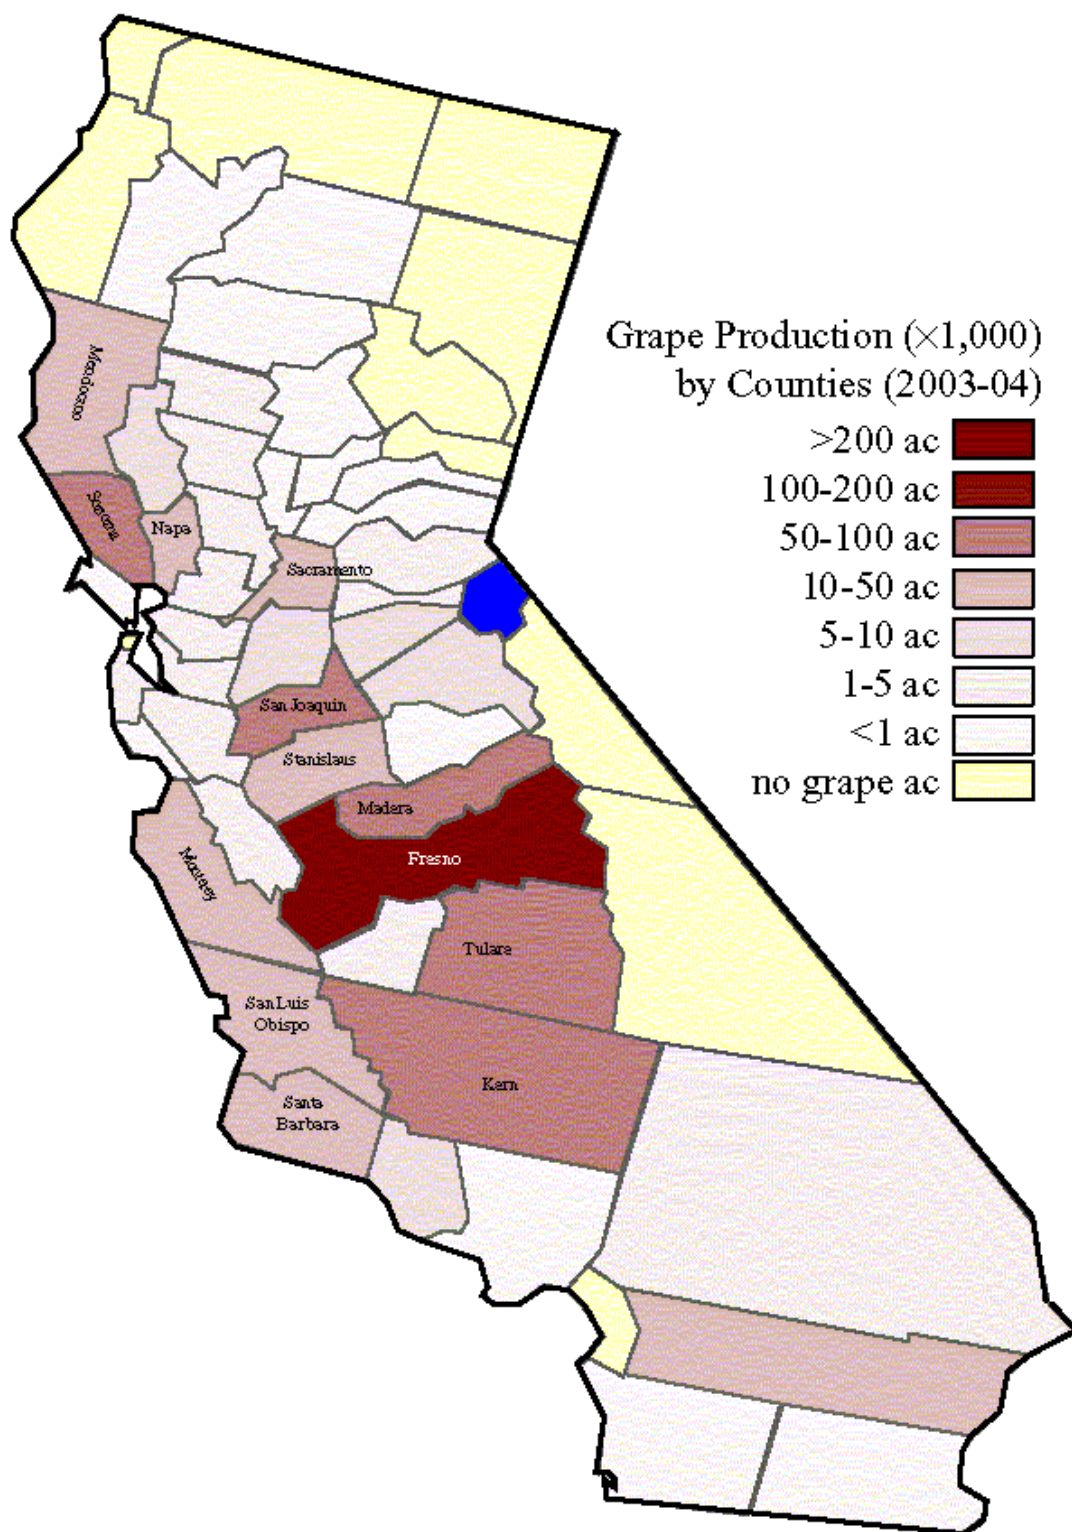 Grape Production (×1,000)
by Counties (2003-04)
>200 ac
100-200 ac
50-100 ac
10-50 ac
5-10 ac
1-5 ac
<1 ac
no grape ac
Mendocino
Sonoma
Napa
Sacramento
San Joaquin
Stanislaus
Madera
Fresno
Monterey
Tulare
San Luis
Obispo
Kern
Santa
Barbara